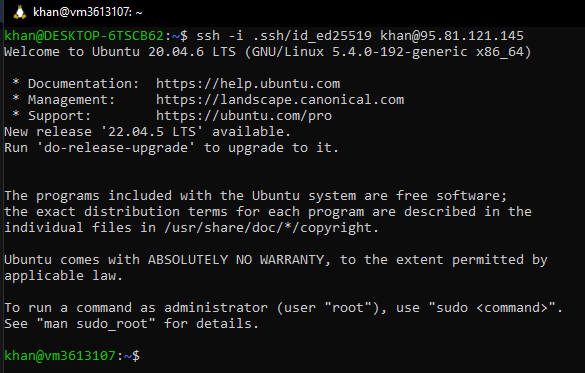 khan@vm3613107: ~
khan@DESKTOP-6TSCB62:~$ ssh -i .ssh/id_ed25519 khan@95.81.121.145
Welcome to Ubuntu 20.04.6 LTS (GNU/Linux 5.4.0-192-generic x86_64)
* Documentation:  https://help.ubuntu.com
* Management:     https://landscape.canonical.com
* Support:        https://ubuntu.com/pro
New release '22.04.5 LTS' available.
Run 'do-release-upgrade' to upgrade to it.
The programs included with the Ubuntu system are free software;
the exact distribution terms for each program are described in the
individual files in /usr/share/doc/*/copyright.
Ubuntu comes with ABSOLUTELY NO WARRANTY, to the extent permitted by
applicable law.
To run a command as administrator (user "root"), use "sudo <command>".
See "man sudo_root" for details.
khan@vm3613107:~$